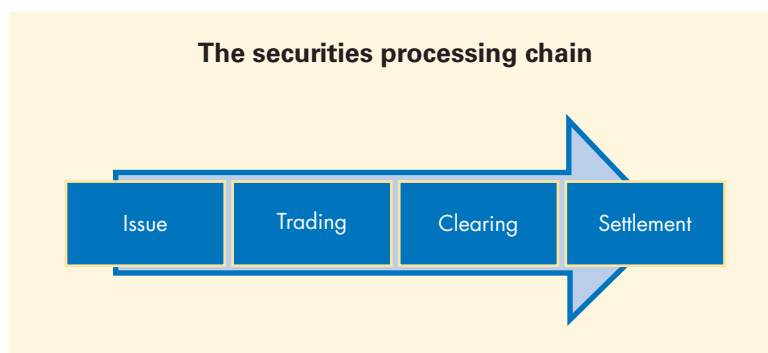 The securities processing chain
Issue
Trading
Clearing
Settlement